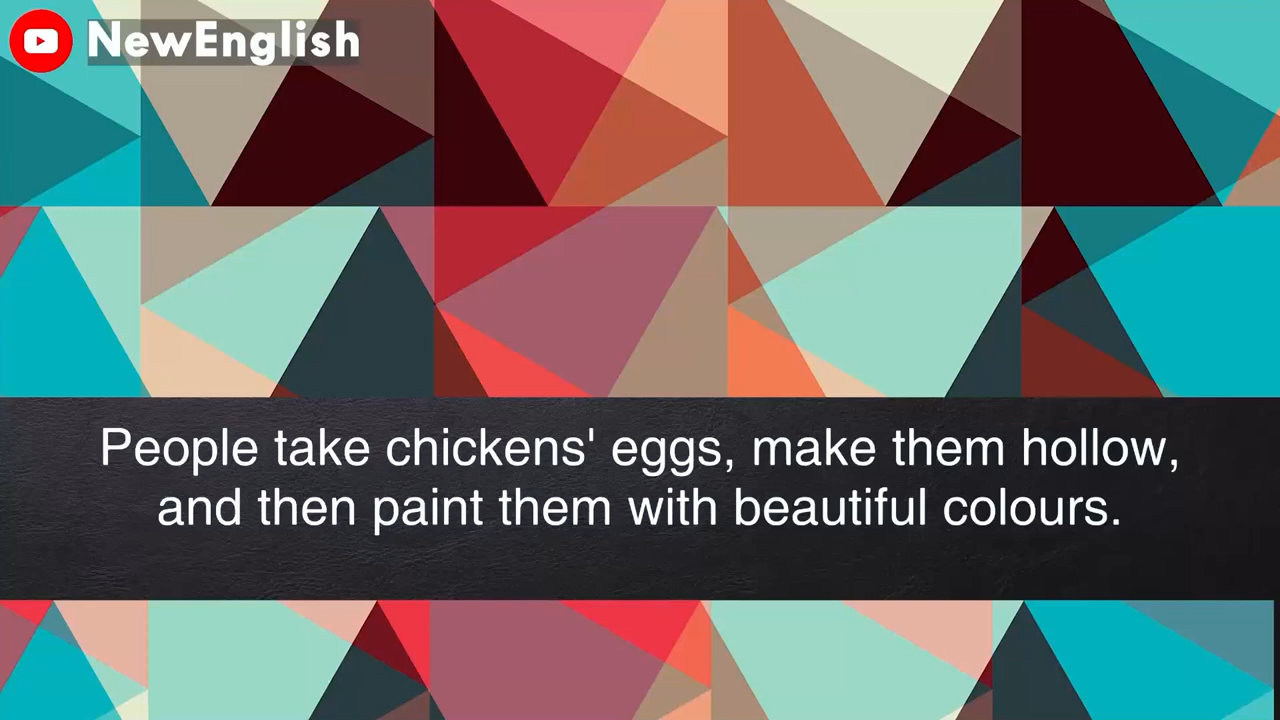 NewEnglish
People take chickens' eggs, make them hollow,
and then paint them with beautiful colours.